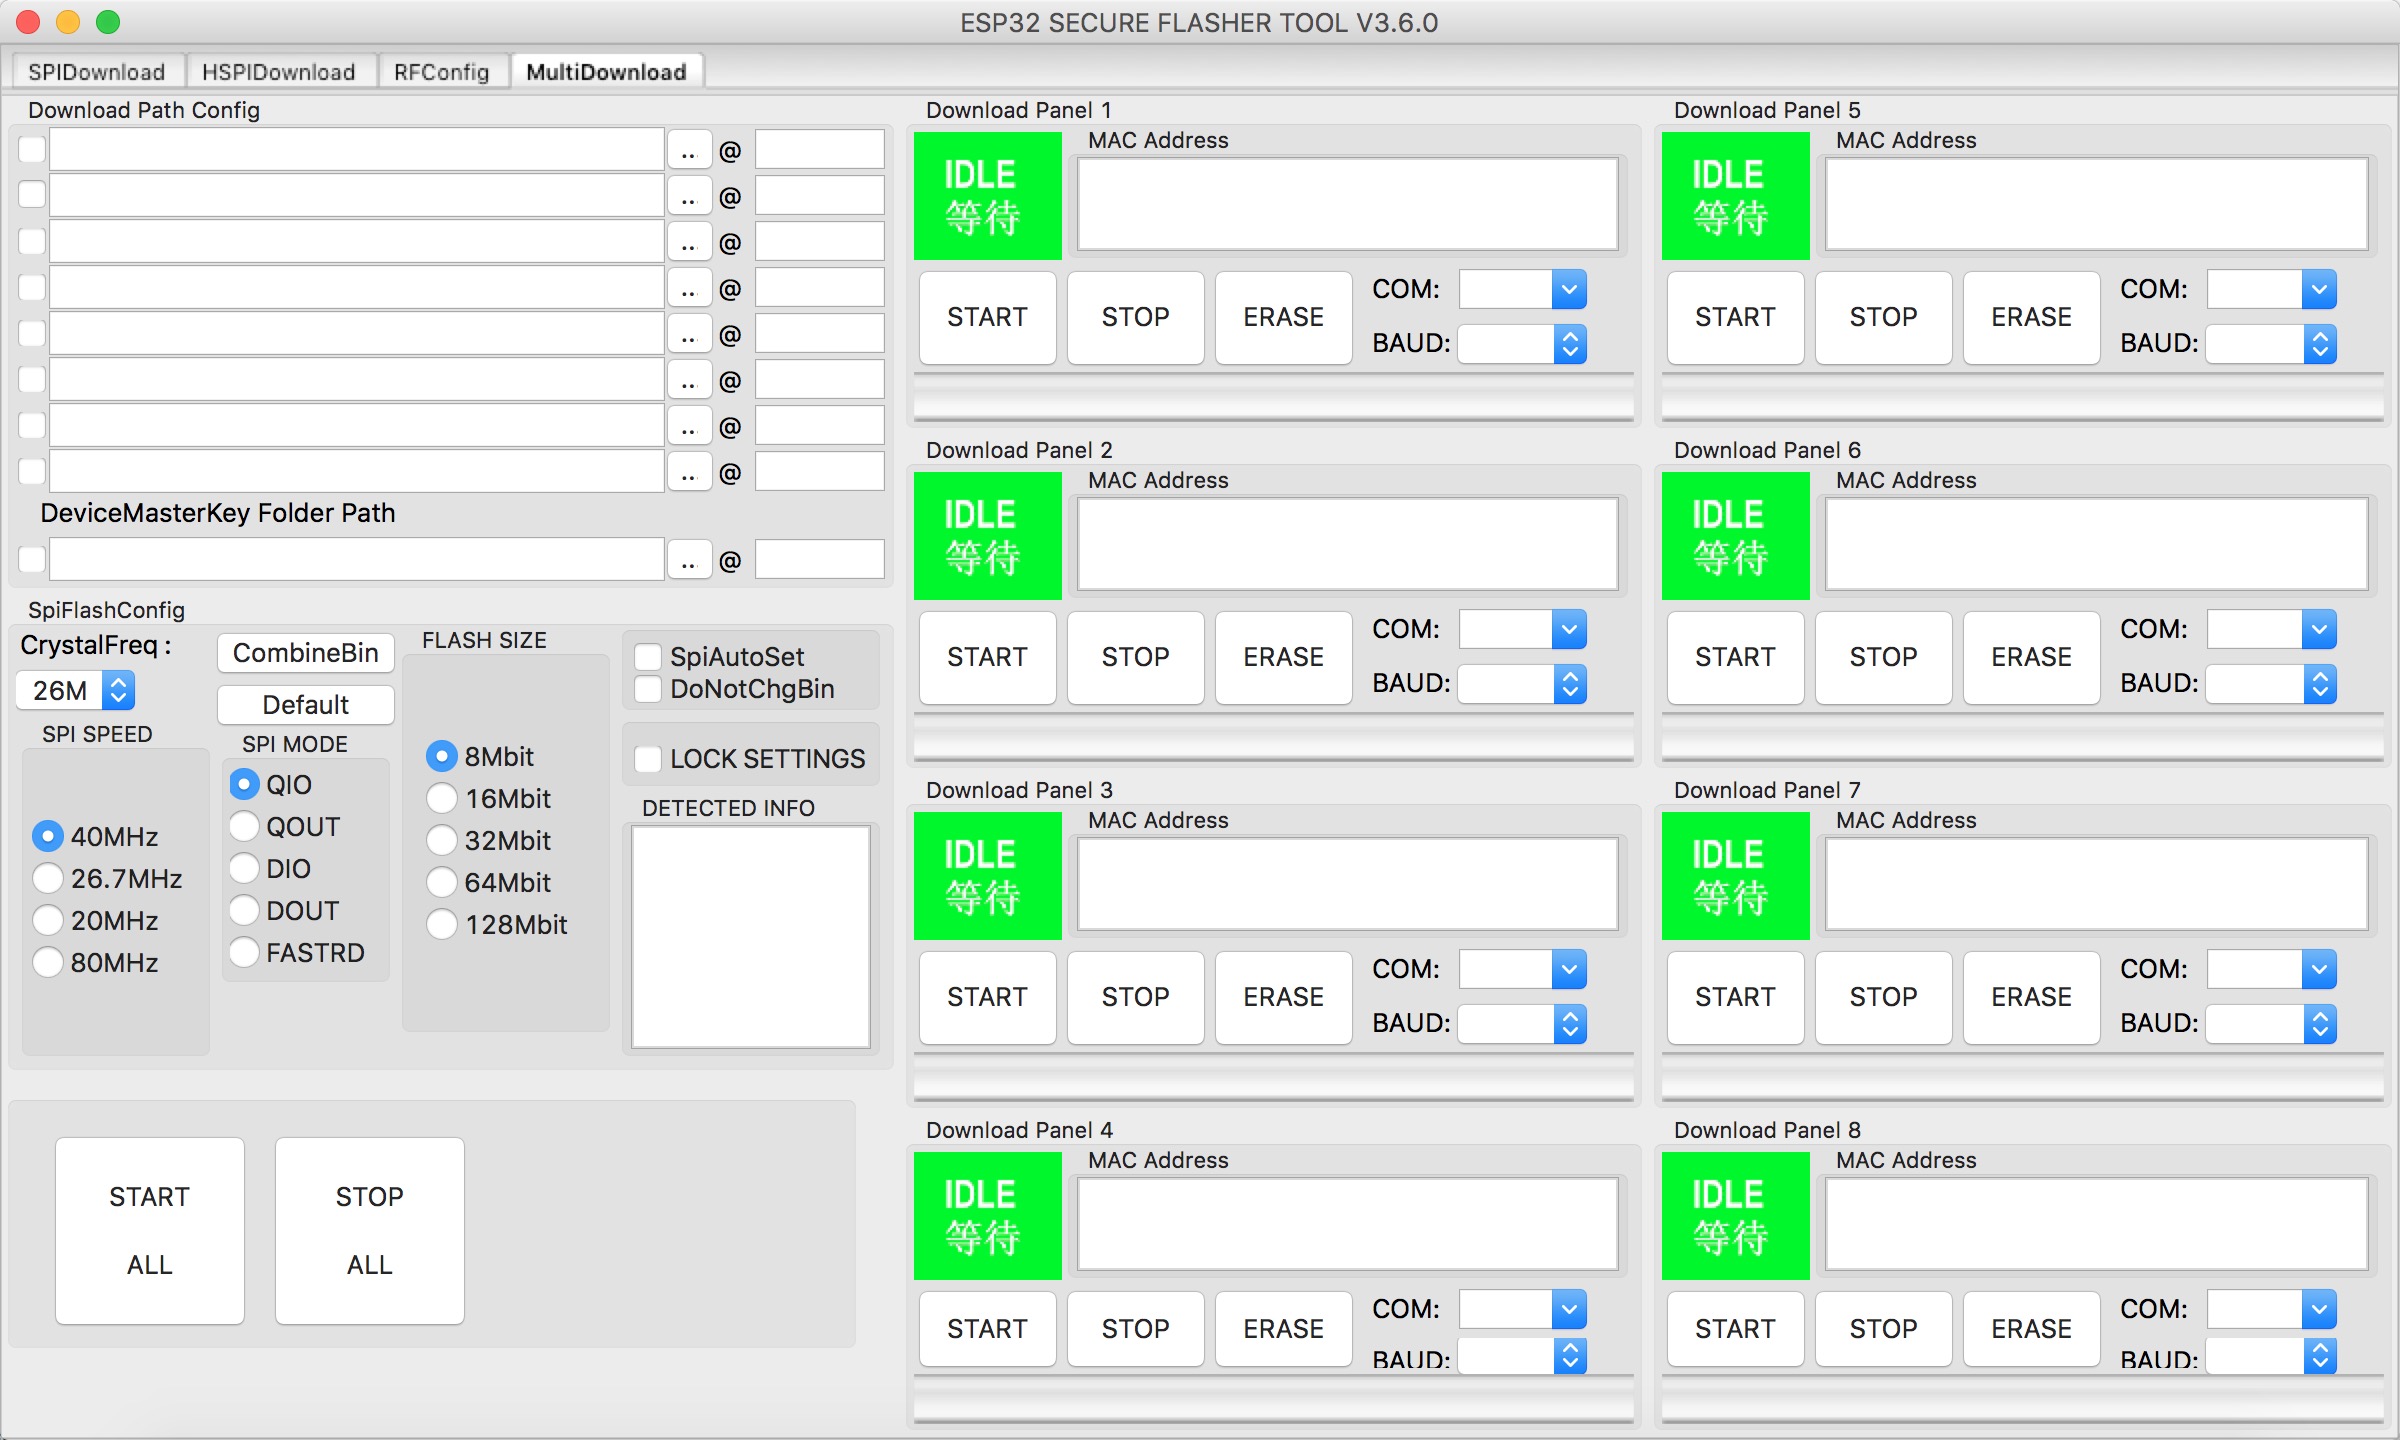 ESP32 SECURE FLASHER TOOL V3.6.0
SPIDownload HSPIDownload RFConfig MultiDownload
Download Path Config
.. @
.. @
.. @
.. @
.. @
.. @
.. @
.. @
DeviceMasterKey Folder Path
.. @
SpiFlashConfig
CrystalFreq :
26M
CombineBin
Default
SPI SPEED
40MHz
26.7MHz
20MHz
80MHz
SPI MODE
QIO
QOUT
DIO
DOUT
FASTRD
FLASH SIZE
8Mbit
16Mbit
32Mbit
64Mbit
128Mbit
SpiAutoSet
DoNotChgBin
LOCK SETTINGS
DETECTED INFO
START
ALL
STOP
ALL
Download Panel 1
IDLE
等待
MAC Address
START STOP ERASE
COM:
BAUD:
Download Panel 2
IDLE
等待
MAC Address
START STOP ERASE
COM:
BAUD:
Download Panel 3
IDLE
等待
MAC Address
START STOP ERASE
COM:
BAUD:
Download Panel 4
IDLE
等待
MAC Address
START STOP ERASE
COM:
BAUD:
Download Panel 5
IDLE
等待
MAC Address
START STOP ERASE
COM:
BAUD:
Download Panel 6
IDLE
等待
MAC Address
START STOP ERASE
COM:
BAUD:
Download Panel 7
IDLE
等待
MAC Address
START STOP ERASE
COM:
BAUD:
Download Panel 8
IDLE
等待
MAC Address
START STOP ERASE
COM:
BAUD: